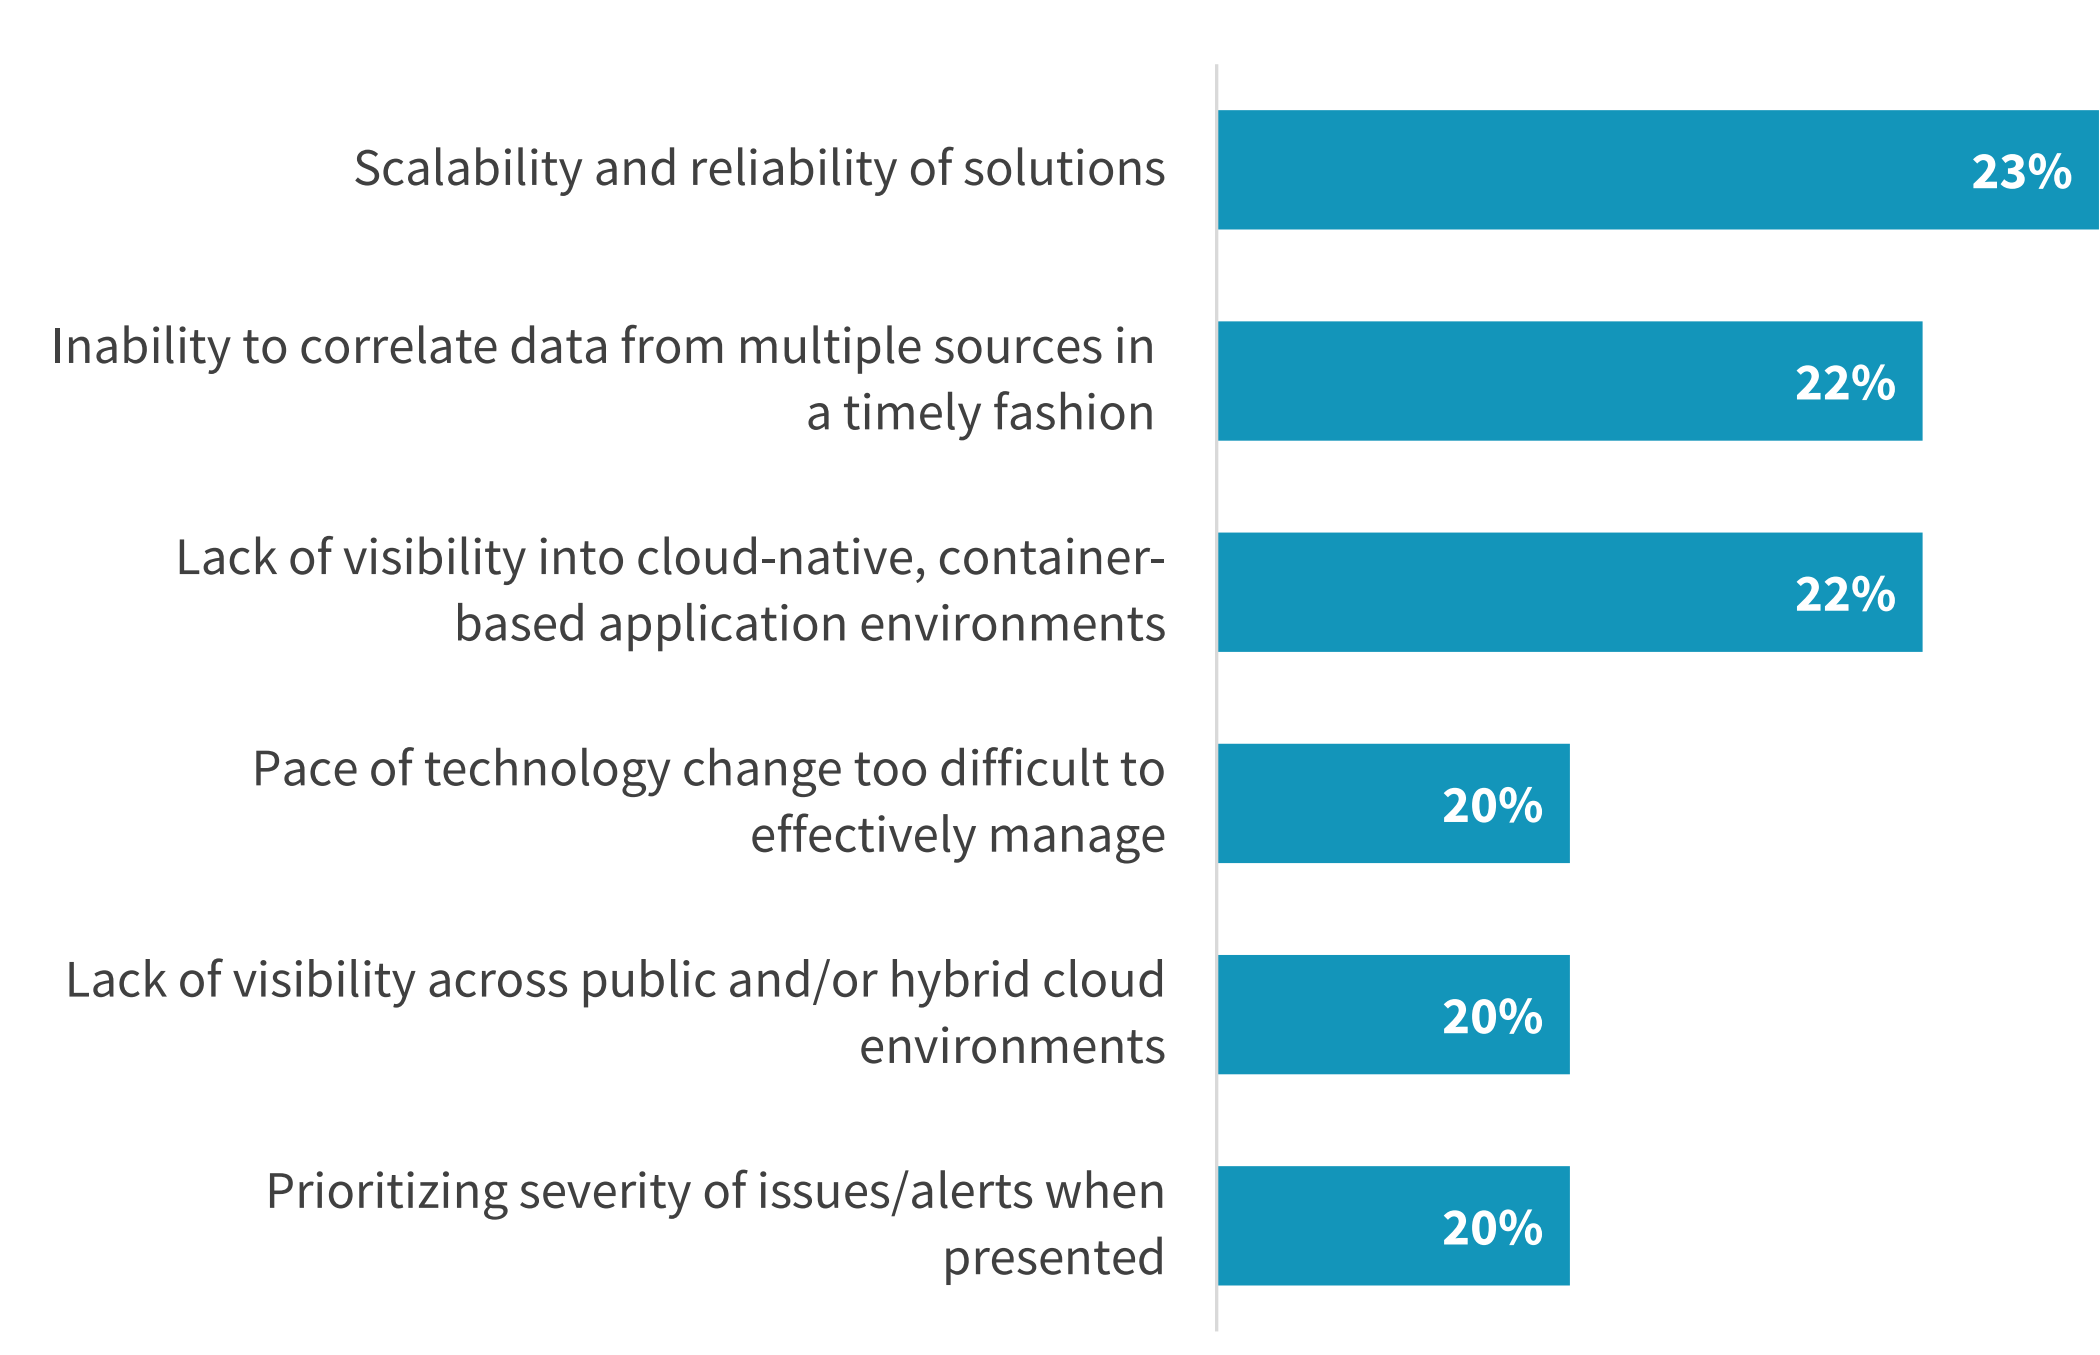 Scalability and reliability of solutions
23%
Inability to correlate data from multiple sources in
a timely fashion
22%
Lack of visibility into cloud-native, container-
based application environments
22%
Pace of technology change too difficult to
effectively manage
20%
Lack of visibility across public and/or hybrid cloud
environments
20%
Prioritizing severity of issues/alerts when
presented
20%